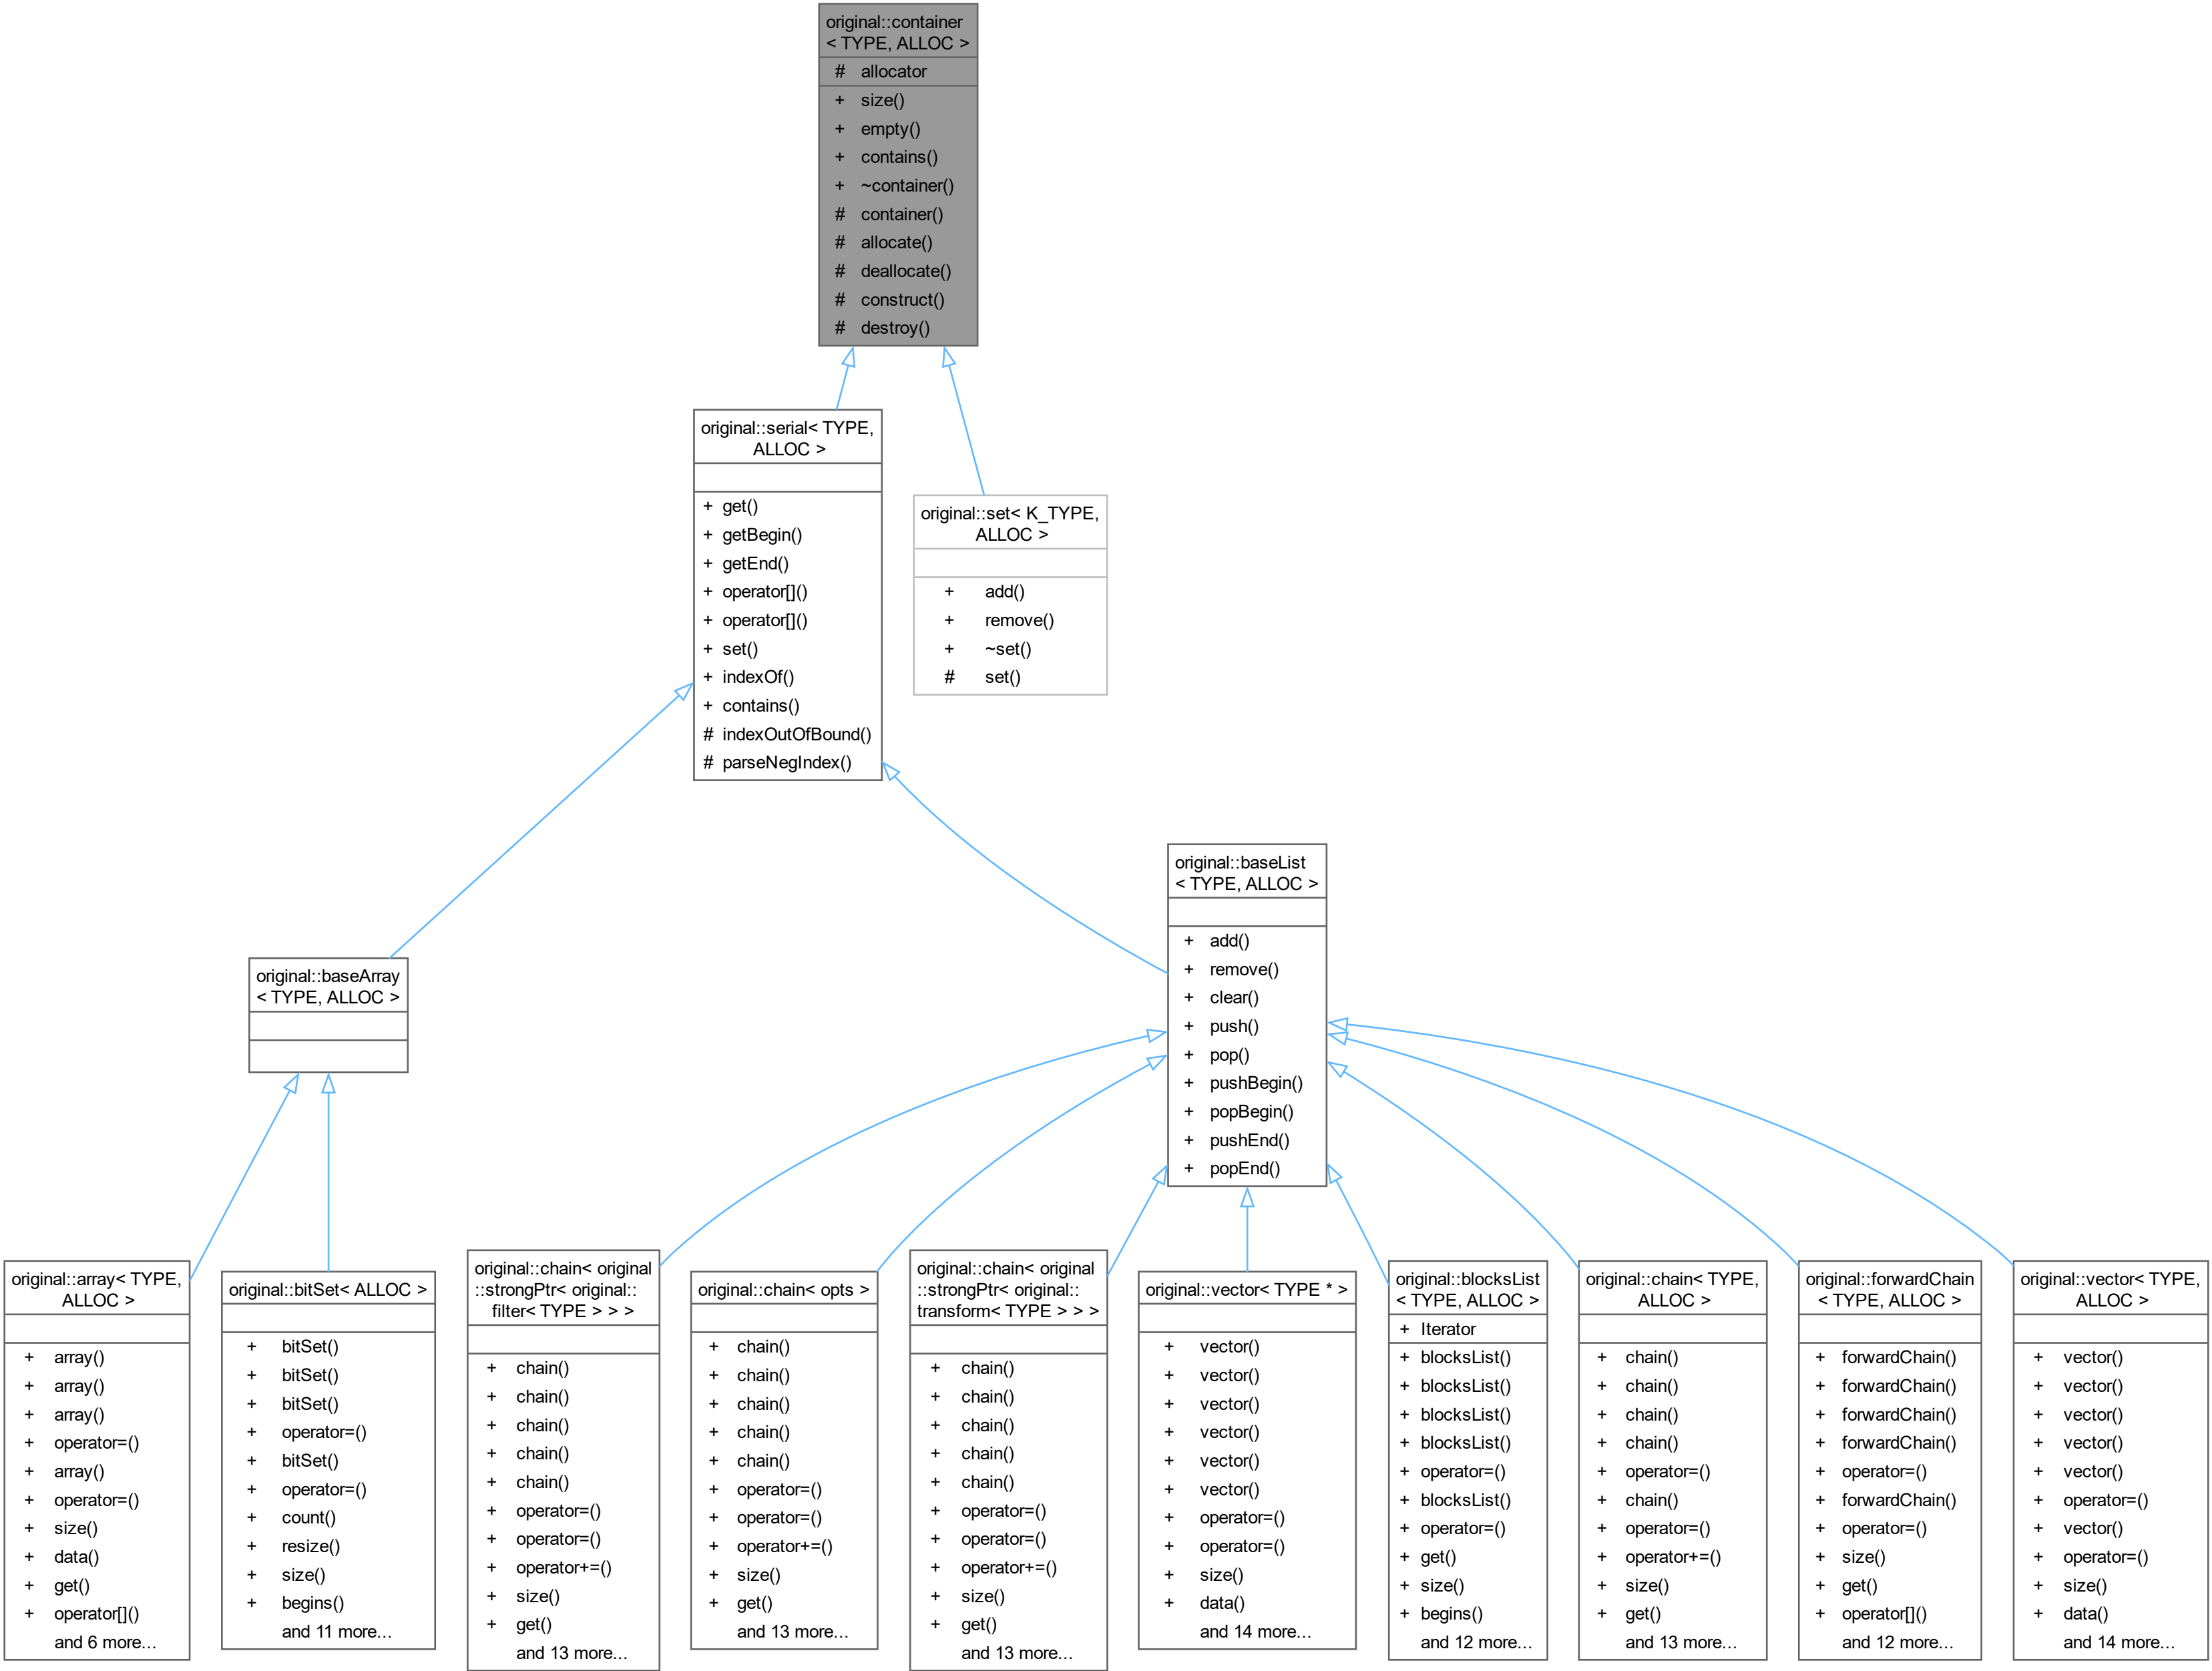 original::container
< TYPE, ALLOC >
# allocator
+ size()
+ empty()
+ contains()
+ ~container()
# container()
# allocate()
# deallocate()
# construct()
# destroy()
original::serial< TYPE,
ALLOC >
+ get()
+ getBegin()
+ getEnd()
+ operator[]()
+ operator[]()
+ set()
+ indexOf()
+ contains()
# indexOutOfBound()
# parseNegIndex()
original::set< K_TYPE,
ALLOC >
+ add()
+ remove()
+ ~set()
# set()
original::baseArray
< TYPE, ALLOC >
original::baseList
< TYPE, ALLOC >
+ add()
+ remove()
+ clear()
+ push()
+ pop()
+ pushBegin()
+ popBegin()
+ pushEnd()
+ popEnd()
original::array< TYPE,
ALLOC >
+ array()
+ array()
+ array()
+ operator=()
+ array()
+ operator=()
+ size()
+ data()
+ get()
+ operator[]()
and 6 more...
original::bitSet< ALLOC >
+ bitSet()
+ bitSet()
+ bitSet()
+ operator=()
+ bitSet()
+ operator=()
+ count()
+ resize()
+ size()
+ begins()
and 11 more...
original::chain< original
::strongPtr< original::
filter< TYPE > > >
+ chain()
+ chain()
+ chain()
+ chain()
+ chain()
+ operator=()
+ operator=()
+ operator+=()
+ size()
+ get()
and 13 more...
original::chain< opts >
+ chain()
+ chain()
+ chain()
+ chain()
+ chain()
+ operator=()
+ operator=()
+ operator+=()
+ size()
+ get()
and 13 more...
original::chain< original
::strongPtr< original::
transform< TYPE > > >
+ chain()
+ chain()
+ chain()
+ chain()
+ chain()
+ operator=()
+ operator=()
+ operator+=()
+ size()
+ get()
and 13 more...
original::vector< TYPE * >
+ vector()
+ vector()
+ vector()
+ vector()
+ vector()
+ vector()
+ operator=()
+ operator=()
+ size()
+ data()
and 14 more...
original::blocksList
< TYPE, ALLOC >
+ Iterator
+ blocksList()
+ blocksList()
+ blocksList()
+ blocksList()
+ operator=()
+ blocksList()
+ operator=()
+ get()
+ size()
+ begins()
and 12 more...
original::chain< TYPE,
ALLOC >
+ chain()
+ chain()
+ chain()
+ chain()
+ operator=()
+ chain()
+ operator=()
+ operator+=()
+ size()
+ get()
and 13 more...
original::forwardChain
< TYPE, ALLOC >
+ forwardChain()
+ forwardChain()
+ forwardChain()
+ forwardChain()
+ operator=()
+ forwardChain()
+ operator=()
+ size()
+ get()
+ operator[]()
and 12 more...
original::vector< TYPE,
ALLOC >
+ vector()
+ vector()
+ vector()
+ vector()
+ vector()
+ operator=()
+ vector()
+ operator=()
+ size()
+ data()
and 14 more...